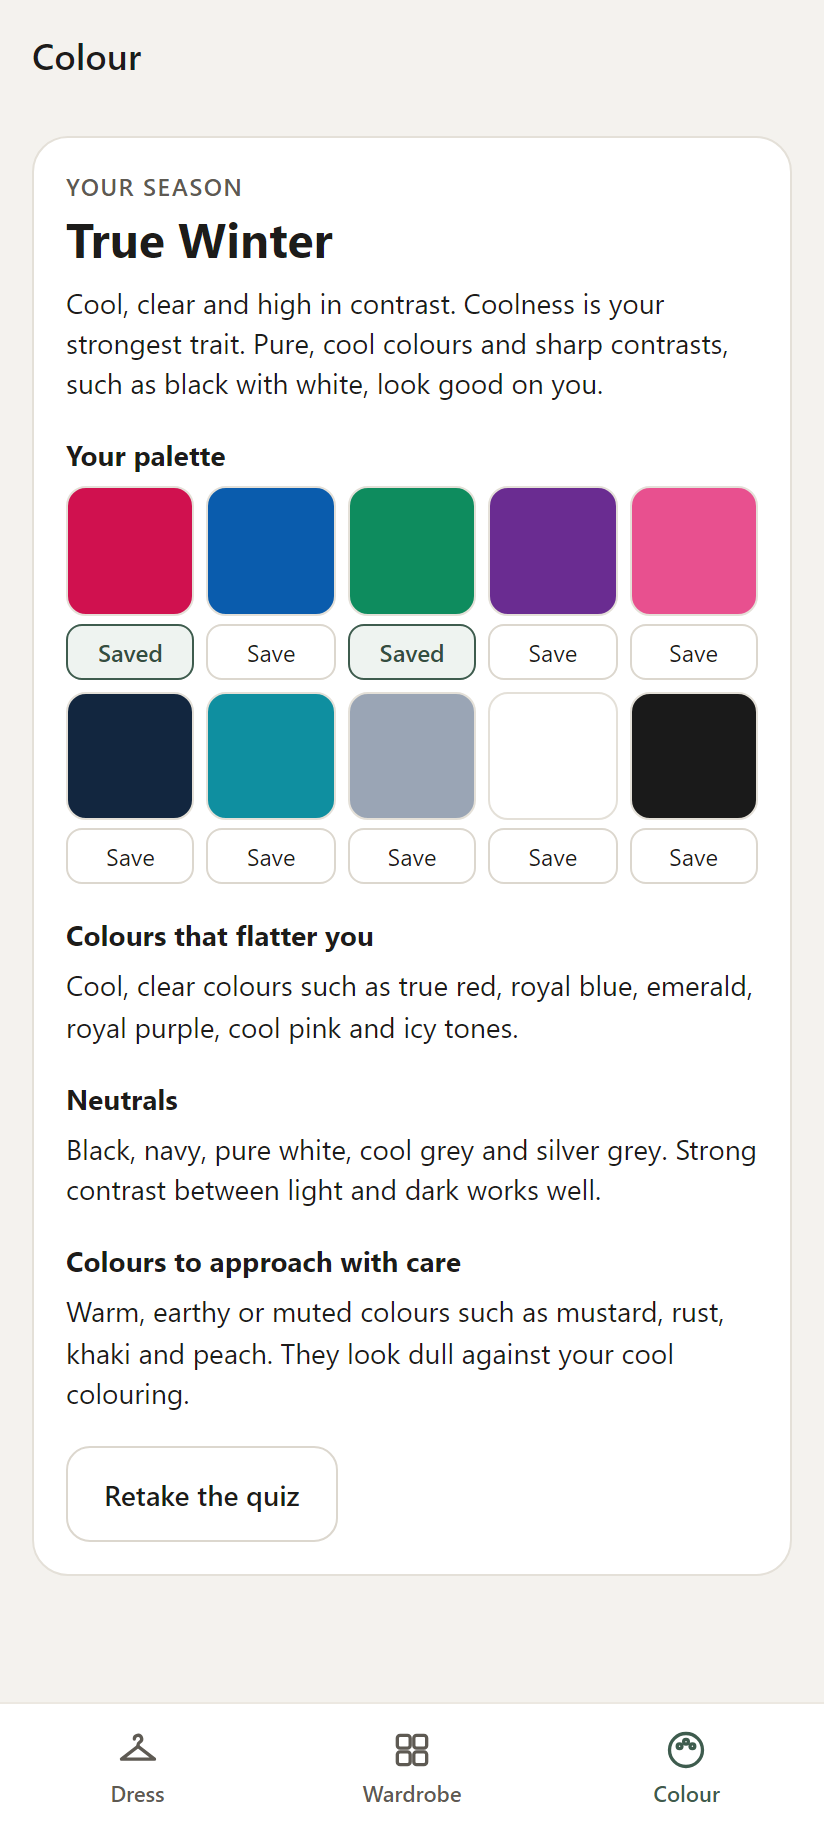 Colour
YOUR SEASON
True Winter
Cool, clear and high in contrast. Coolness is your
strongest trait. Pure, cool colours and sharp contrasts,
such as black with white, look good on you.
Your palette
Saved Save Saved Save Save
Save Save Save Save Save
Colours that flatter you
Cool, clear colours such as true red, royal blue, emerald,
royal purple, cool pink and icy tones.
Neutrals
Black, navy, pure white, cool grey and silver grey. Strong
contrast between light and dark works well.
Colours to approach with care
Warm, earthy or muted colours such as mustard, rust,
khaki and peach. They look dull against your cool
colouring.
Retake the quiz
Dress Wardrobe Colour